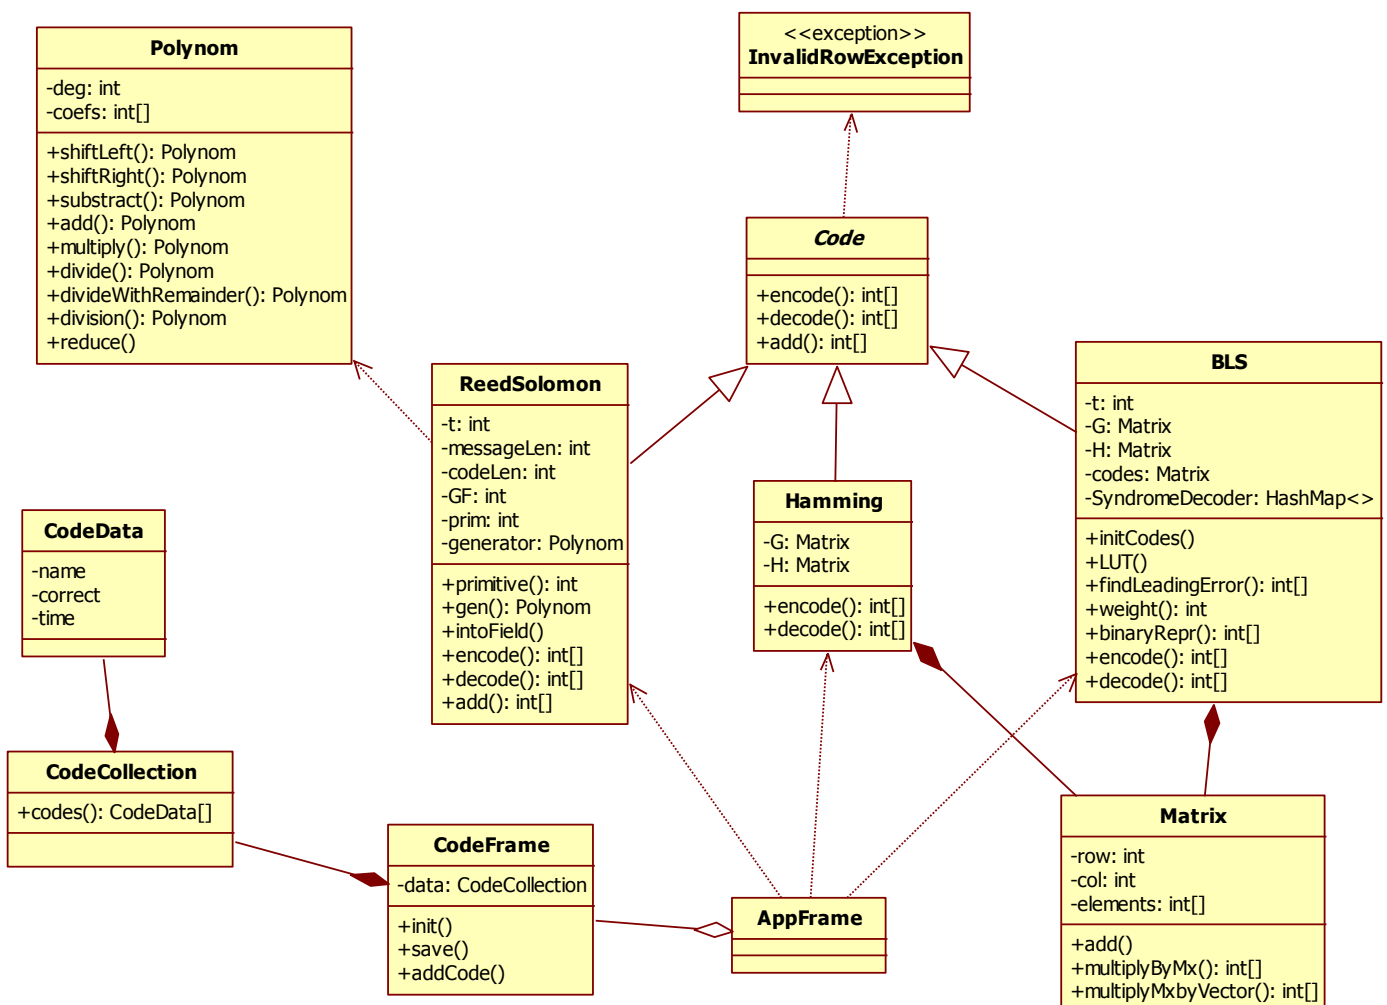 Polynom
-deg: int
-coefs: int[]
+shiftLeft(): Polynom
+shiftRight(): Polynom
+substract(): Polynom
+add(): Polynom
+multiply(): Polynom
+divide(): Polynom
+divideWithRemainder(): Polynom
+division(): Polynom
+reduce()
<<exception>>
InvalidRowException
Code
+encode(): int[]
+decode(): int[]
+add(): int[]
ReedSolomon
-t: int
-messageLen: int
-codeLen: int
-GF: int
-prim: int
-generator: Polynom
+primitive(): int
+gen(): Polynom
+intoField()
+encode(): int[]
+decode(): int[]
+add(): int[]
Hamming
-G: Matrix
-H: Matrix
+encode(): int[]
+decode(): int[]
BLS
-t: int
-G: Matrix
-H: Matrix
-codes: Matrix
-SyndromeDecoder: HashMap<>
+initCodes()
+LUT()
+findLeadingError(): int[]
+weight(): int
+binaryRepr(): int[]
+encode(): int[]
+decode(): int[]
CodeData
-name
-correct
-time
CodeCollection
+codes(): CodeData[]
CodeFrame
-data: CodeCollection
+init()
+save()
+addCode()
AppFrame
Matrix
-row: int
-col: int
-elements: int[]
+add()
+multiplyByMx(): int[]
+multiplyMxbyVector(): int[]